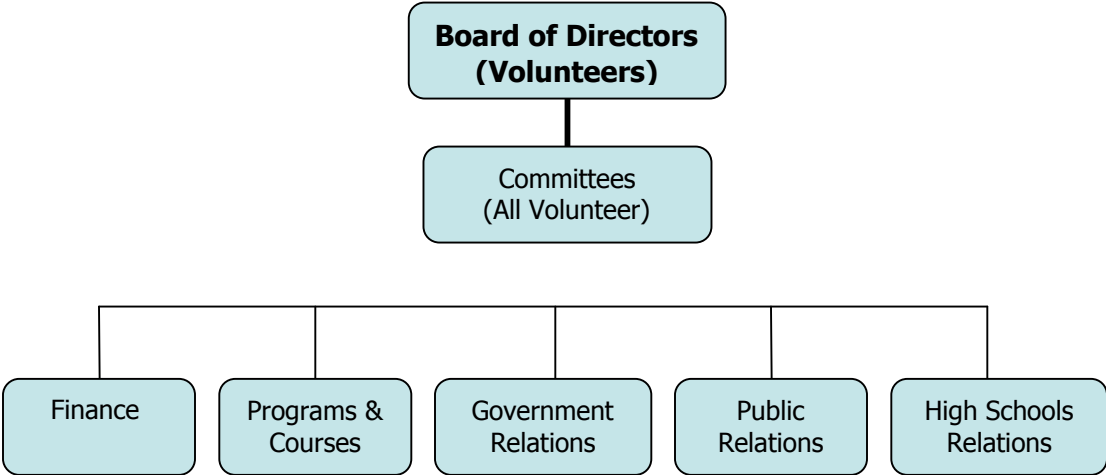 Board of Directors
(Volunteers)
Committees
(All Volunteer)
Finance
Programs &
Courses
Government
Relations
Public
Relations
High Schools
Relations